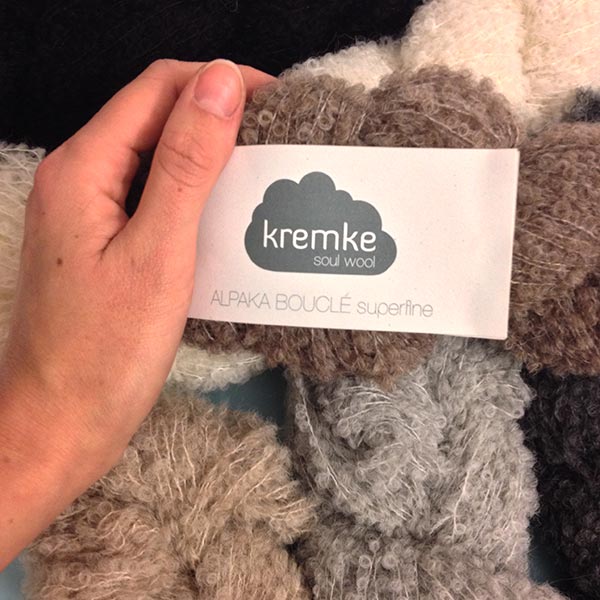 kremke
soul wool
ALPAKA BOUCLÉ superfine